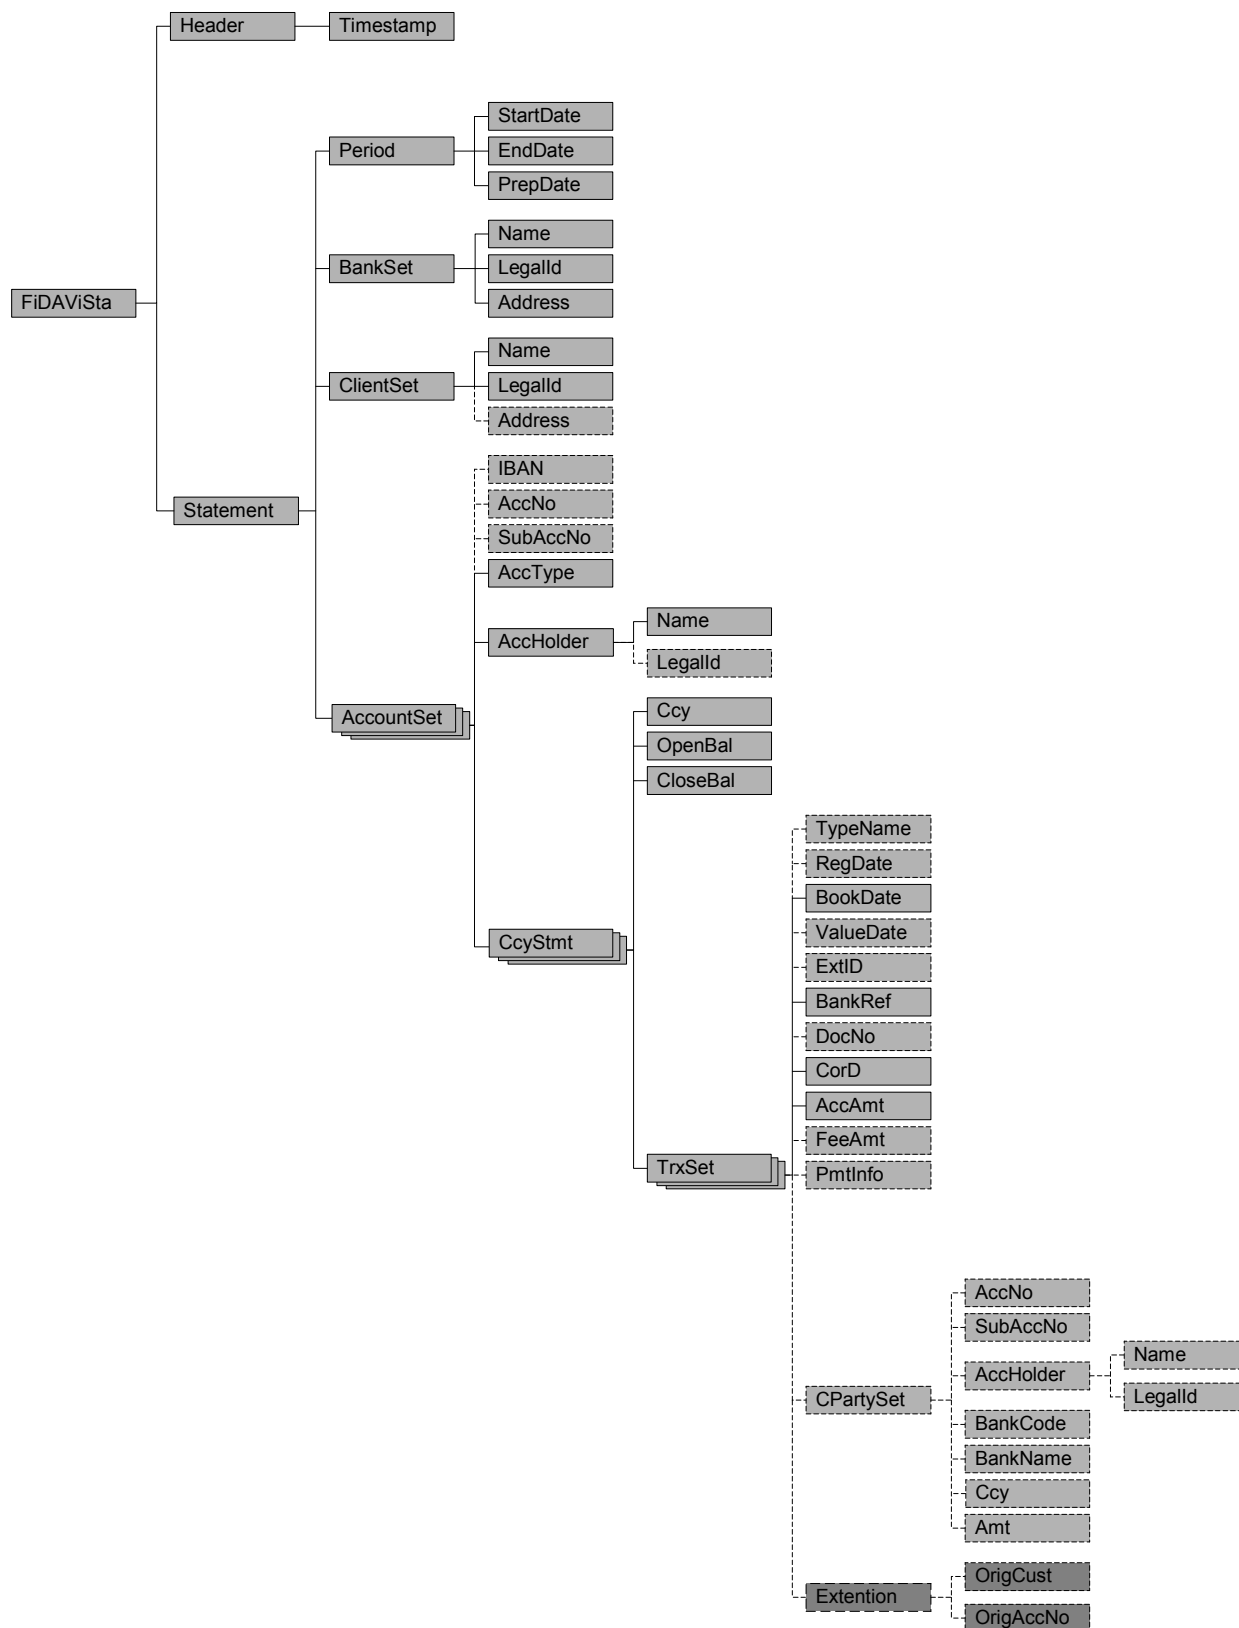 Header
Timestamp
StartDate
Period
EndDate
PrepDate
Name
BankSet
LegalId
FiDAViSta
Address
Name
ClientSet
LegalId
Address
IBAN
AccNo
Statement
SubAccNo
AccType
Name
AccHolder
LegalId
AccountSet
Ccy
OpenBal
CloseBal
TypeName
RegDate
BookDate
ValueDate
CcyStmt
ExtID
BankRef
DocNo
CorD
AccAmt
FeeAmt
TrxSet
PmtInfo
AccNo
SubAccNo
Name
AccHolder
LegalId
CPartySet
BankCode
BankName
Ccy
Amt
OrigCust
Extention
OrigAccNo